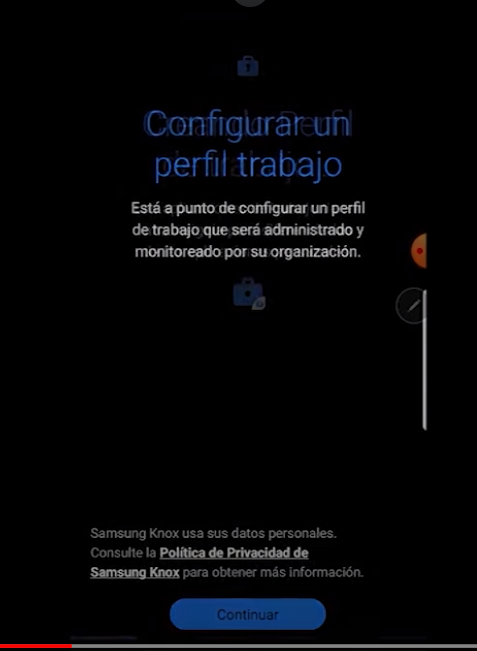 Configurar un
perfil trabajo
Está a punto de configurar un perfil
de trabajo que será administrado y
monitoreado por su organización.
Samsung Knox usa sus datos personales.
Consulte la Política de Privacidad de
Samsung Knox para obtener más información.
Continuar